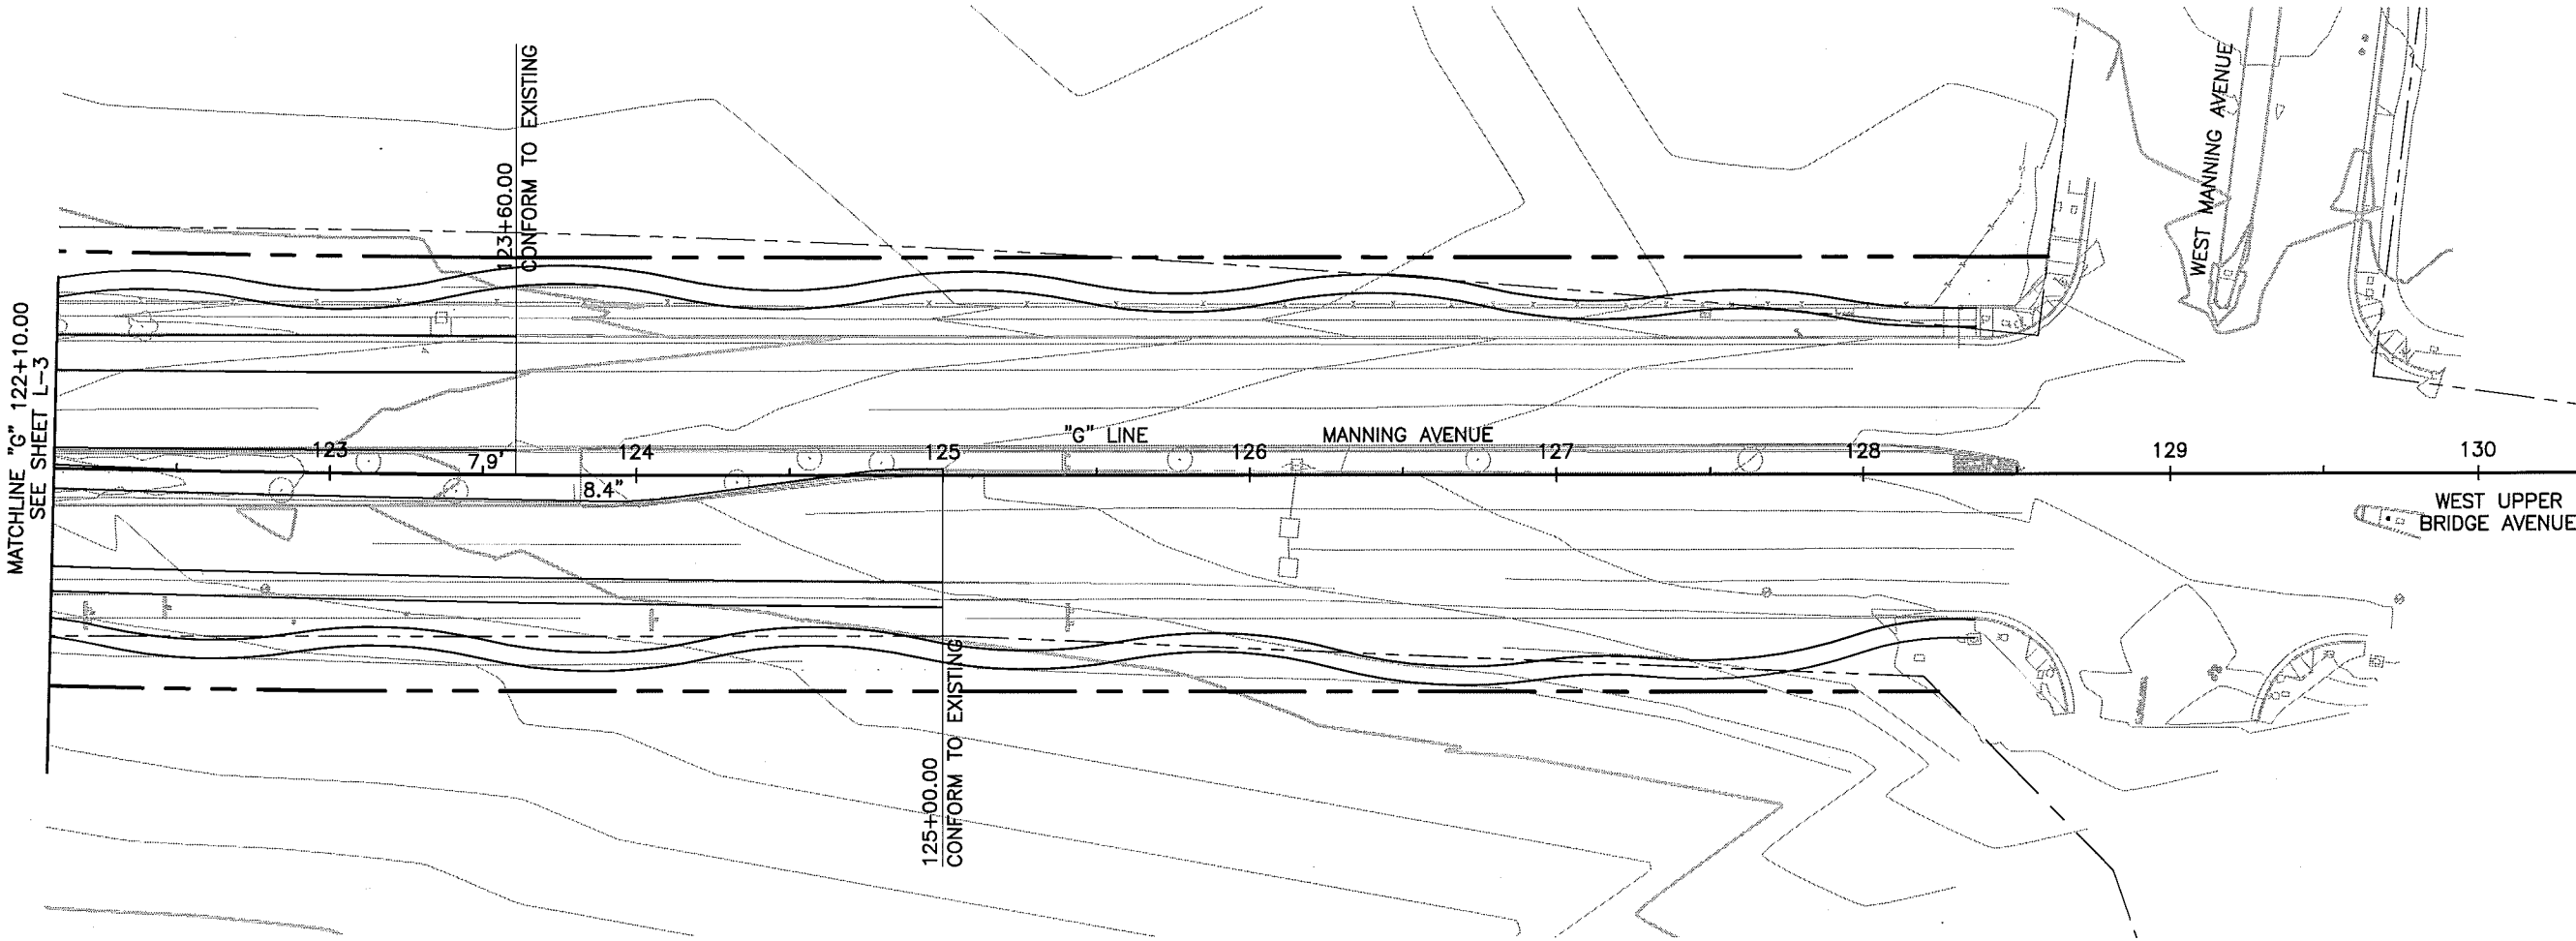 MATCHLINE "G" 122+10.00
SEE SHEET L-3
123+60.00
CONFORM TO EXISTING
WEST MANNING AVENUE
"G" LINE
MANNING AVENUE
123
124
125
126
127
128
129
130
7.9'
8.4"
WEST UPPER
BRIDGE AVENUE
125+00.00
CONFORM TO EXISTING